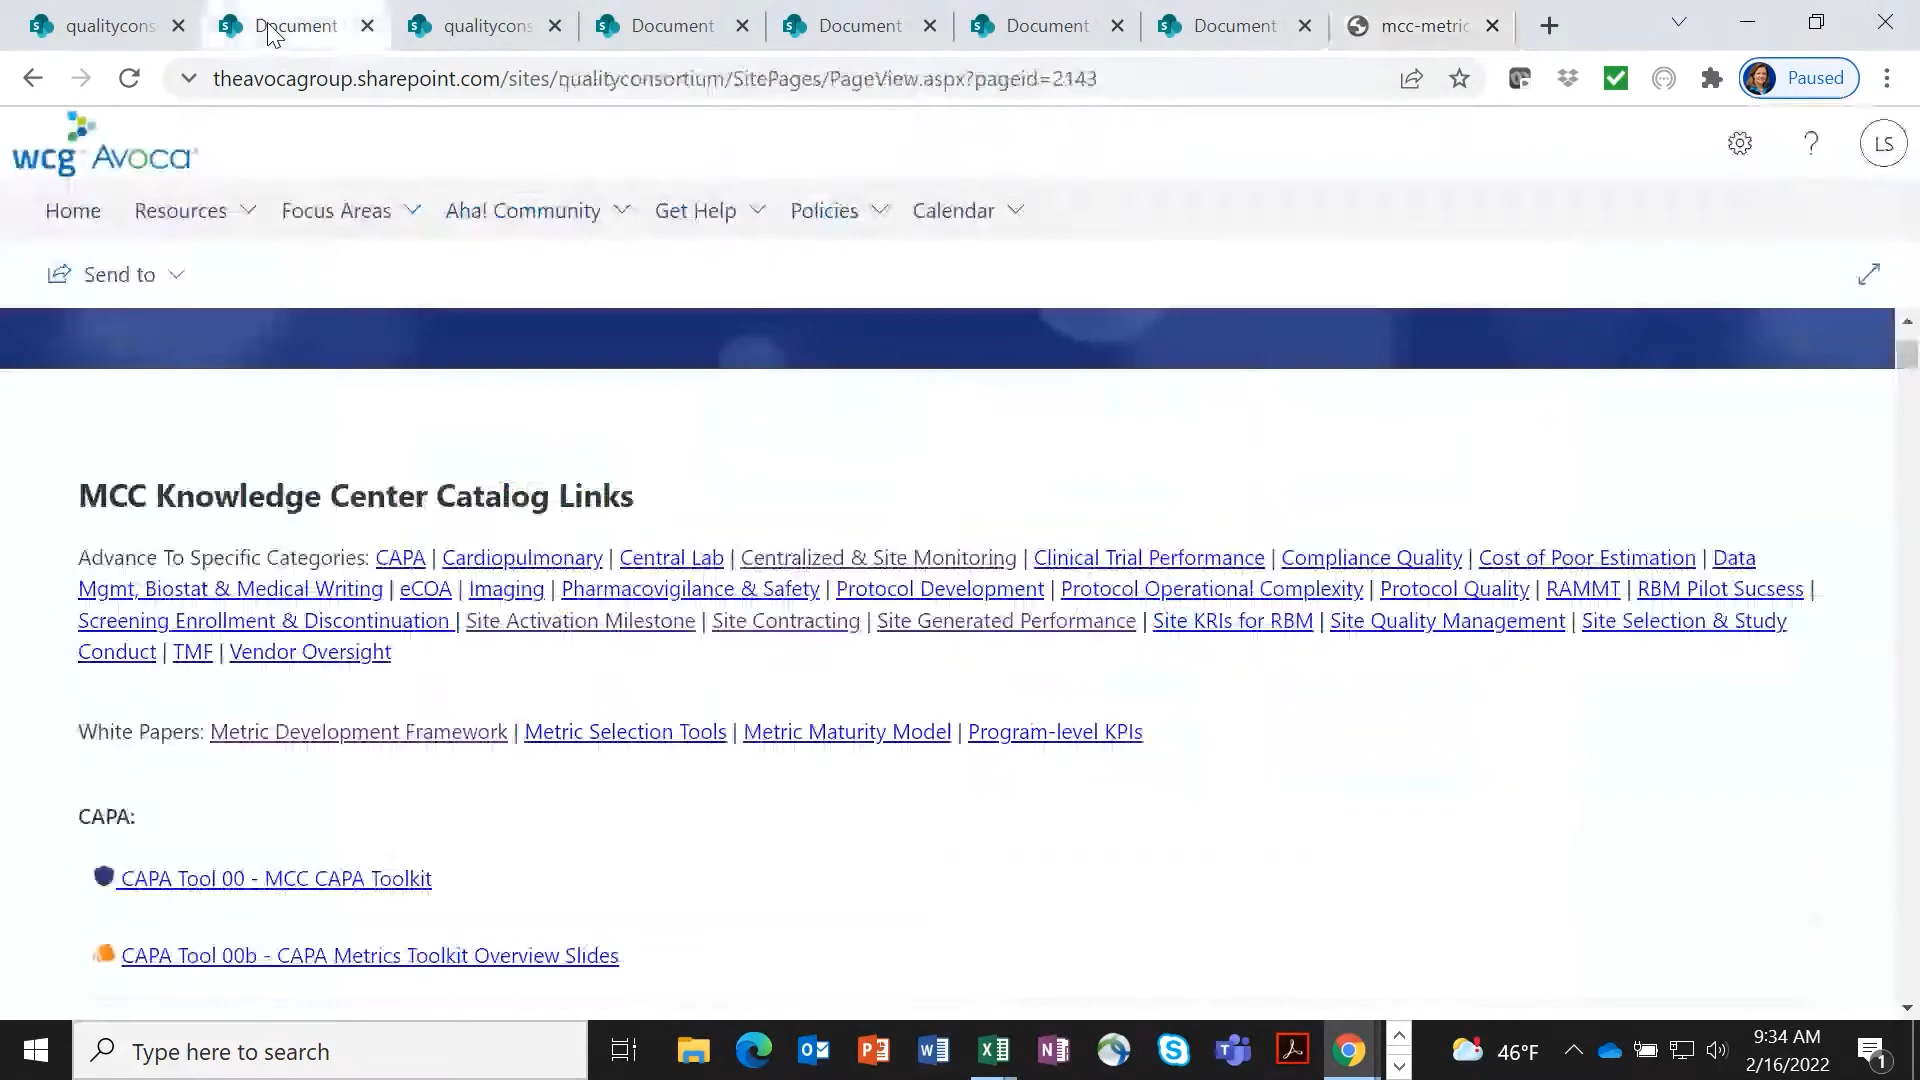 qualitycons
Document
qualitycons
Document
Document
Document
Document
mcc-metric
theavocagroup.sharepoint.com/sites/qualityconsortium/SitePages/PageView.aspx?pageid=2143
Paused
wcg Avoca
LS
Home Resources Focus Areas Aha! Community Get Help Policies Calendar
Send to
MCC Knowledge Center Catalog Links
Advance To Specific Categories: CAPA | Cardiopulmonary | Central Lab | Centralized & Site Monitoring | Clinical Trial Performance | Compliance Quality | Cost of Poor Estimation | Data
Mgmt, Biostat & Medical Writing | eCOA | Imaging | Pharmacovigilance & Safety | Protocol Development | Protocol Operational Complexity | Protocol Quality | RAMMT | RBM Pilot Sucsess |
Screening Enrollment & Discontinuation | Site Activation Milestone | Site Contracting | Site Generated Performance | Site KRIs for RBM | Site Quality Management | Site Selection & Study
Conduct | TMF | Vendor Oversight
White Papers: Metric Development Framework | Metric Selection Tools | Metric Maturity Model | Program-level KPIs
CAPA:
CAPA Tool 00 - MCC CAPA Toolkit
CAPA Tool 00b - CAPA Metrics Toolkit Overview Slides
Type here to search
46°F
9:34 AM
2/16/2022
1